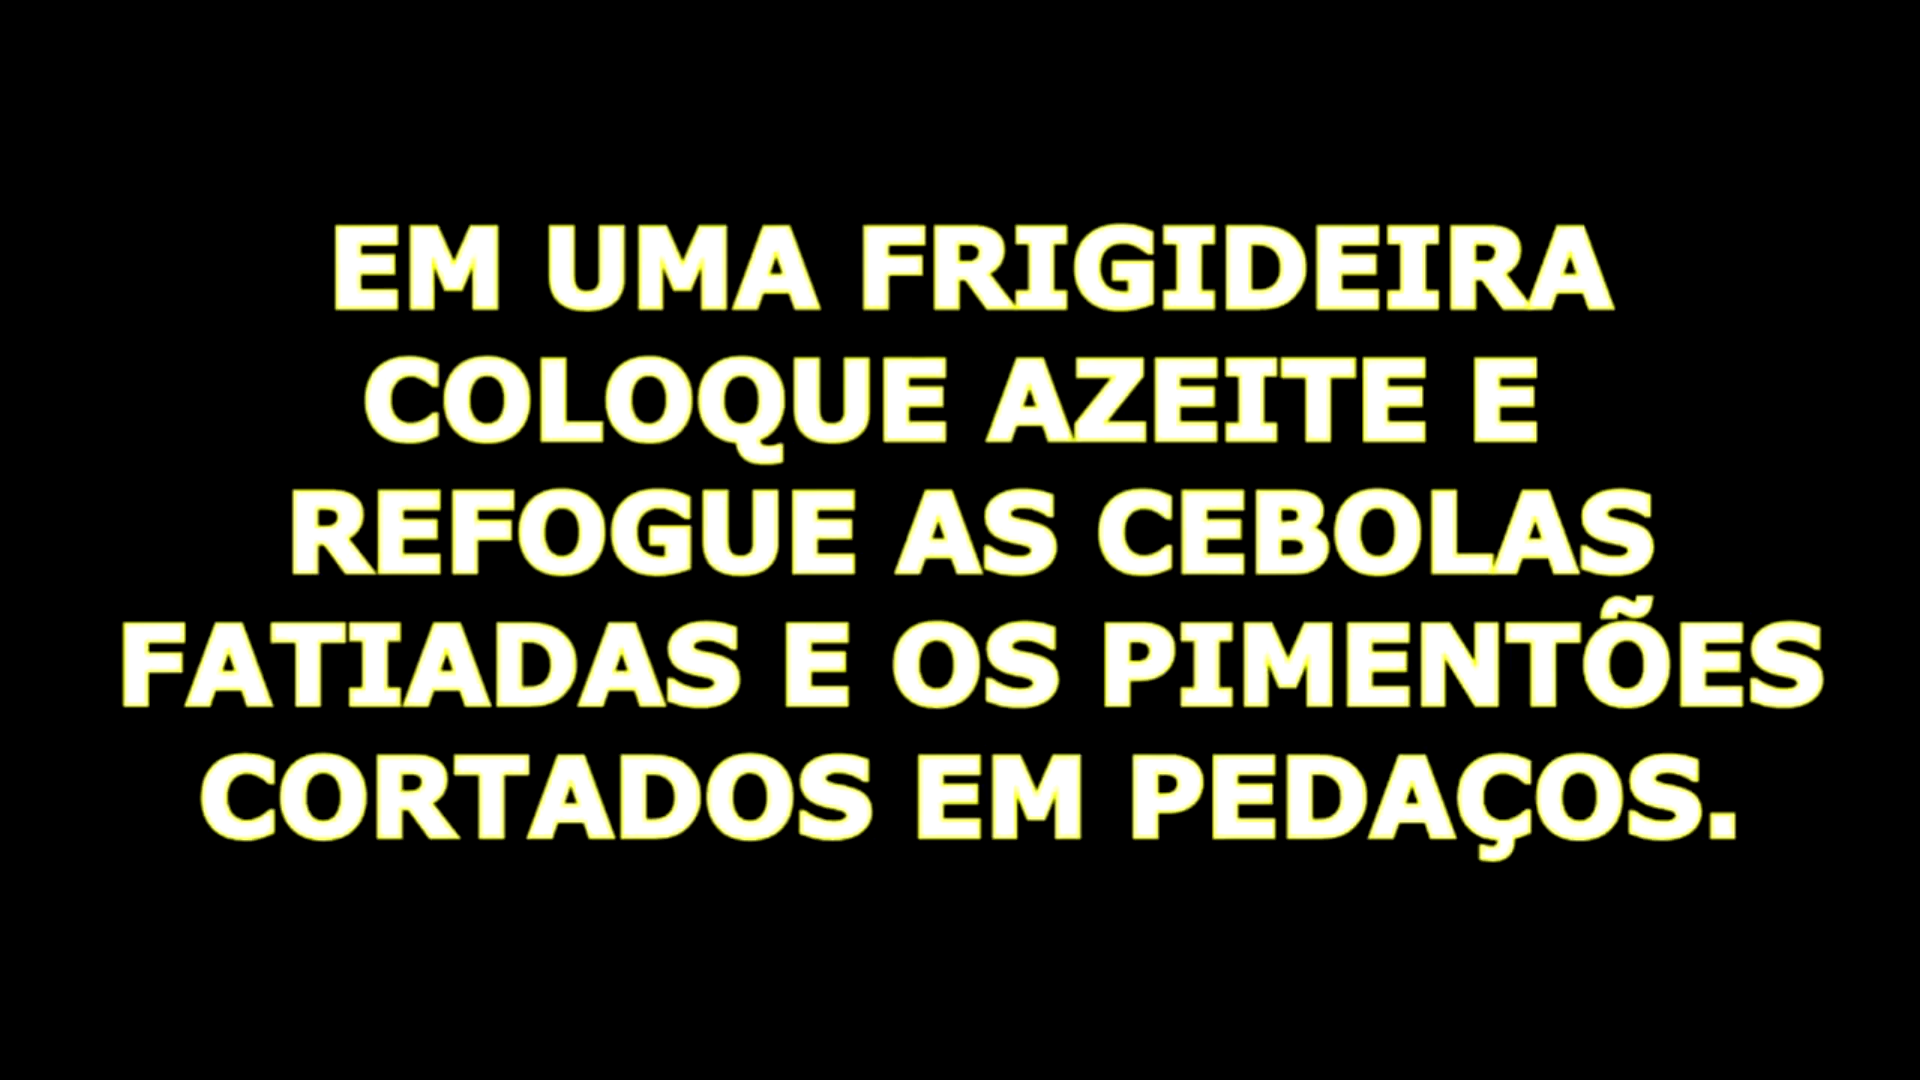 EM UMA FRIGIDEIRA
COLOQUE AZEITE E
REFOGUE AS CEBOLAS
FATIADAS E OS PIMENTÕES
CORTADOS EM PEDAÇOS.